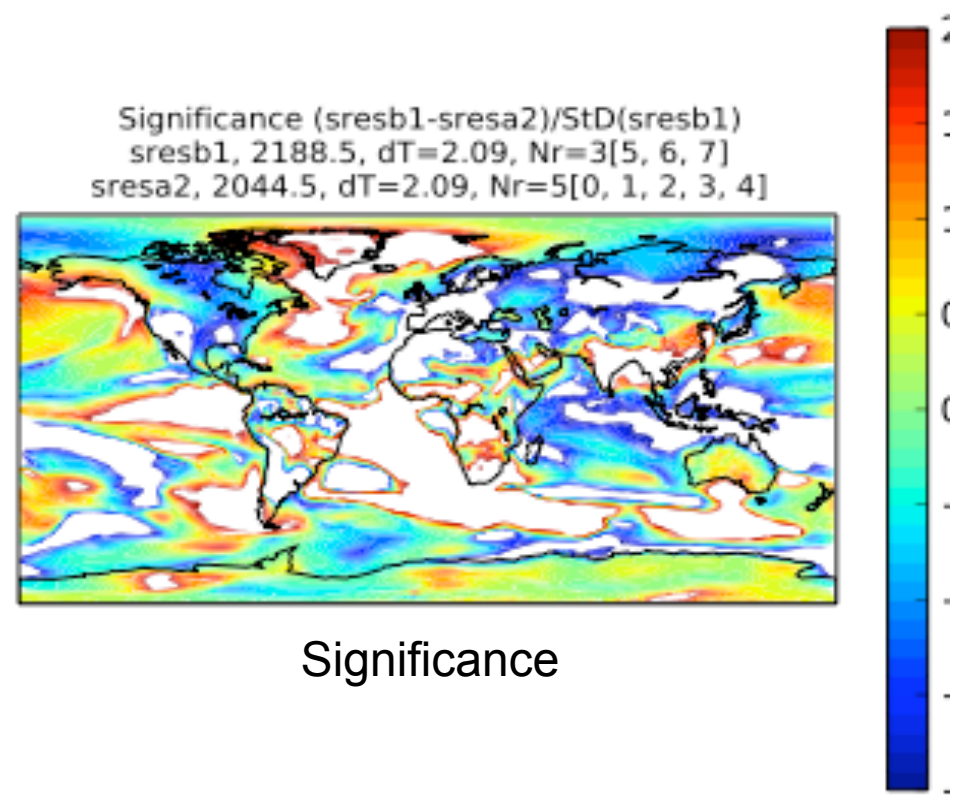 Significance (sresb1-sresa2)/StD(sresb1)
sresb1, 2188.5, dT=2.09, Nr=3[5, 6, 7]
sresa2, 2044.5, dT=2.09, Nr=5[0, 1, 2, 3, 4]
Significance